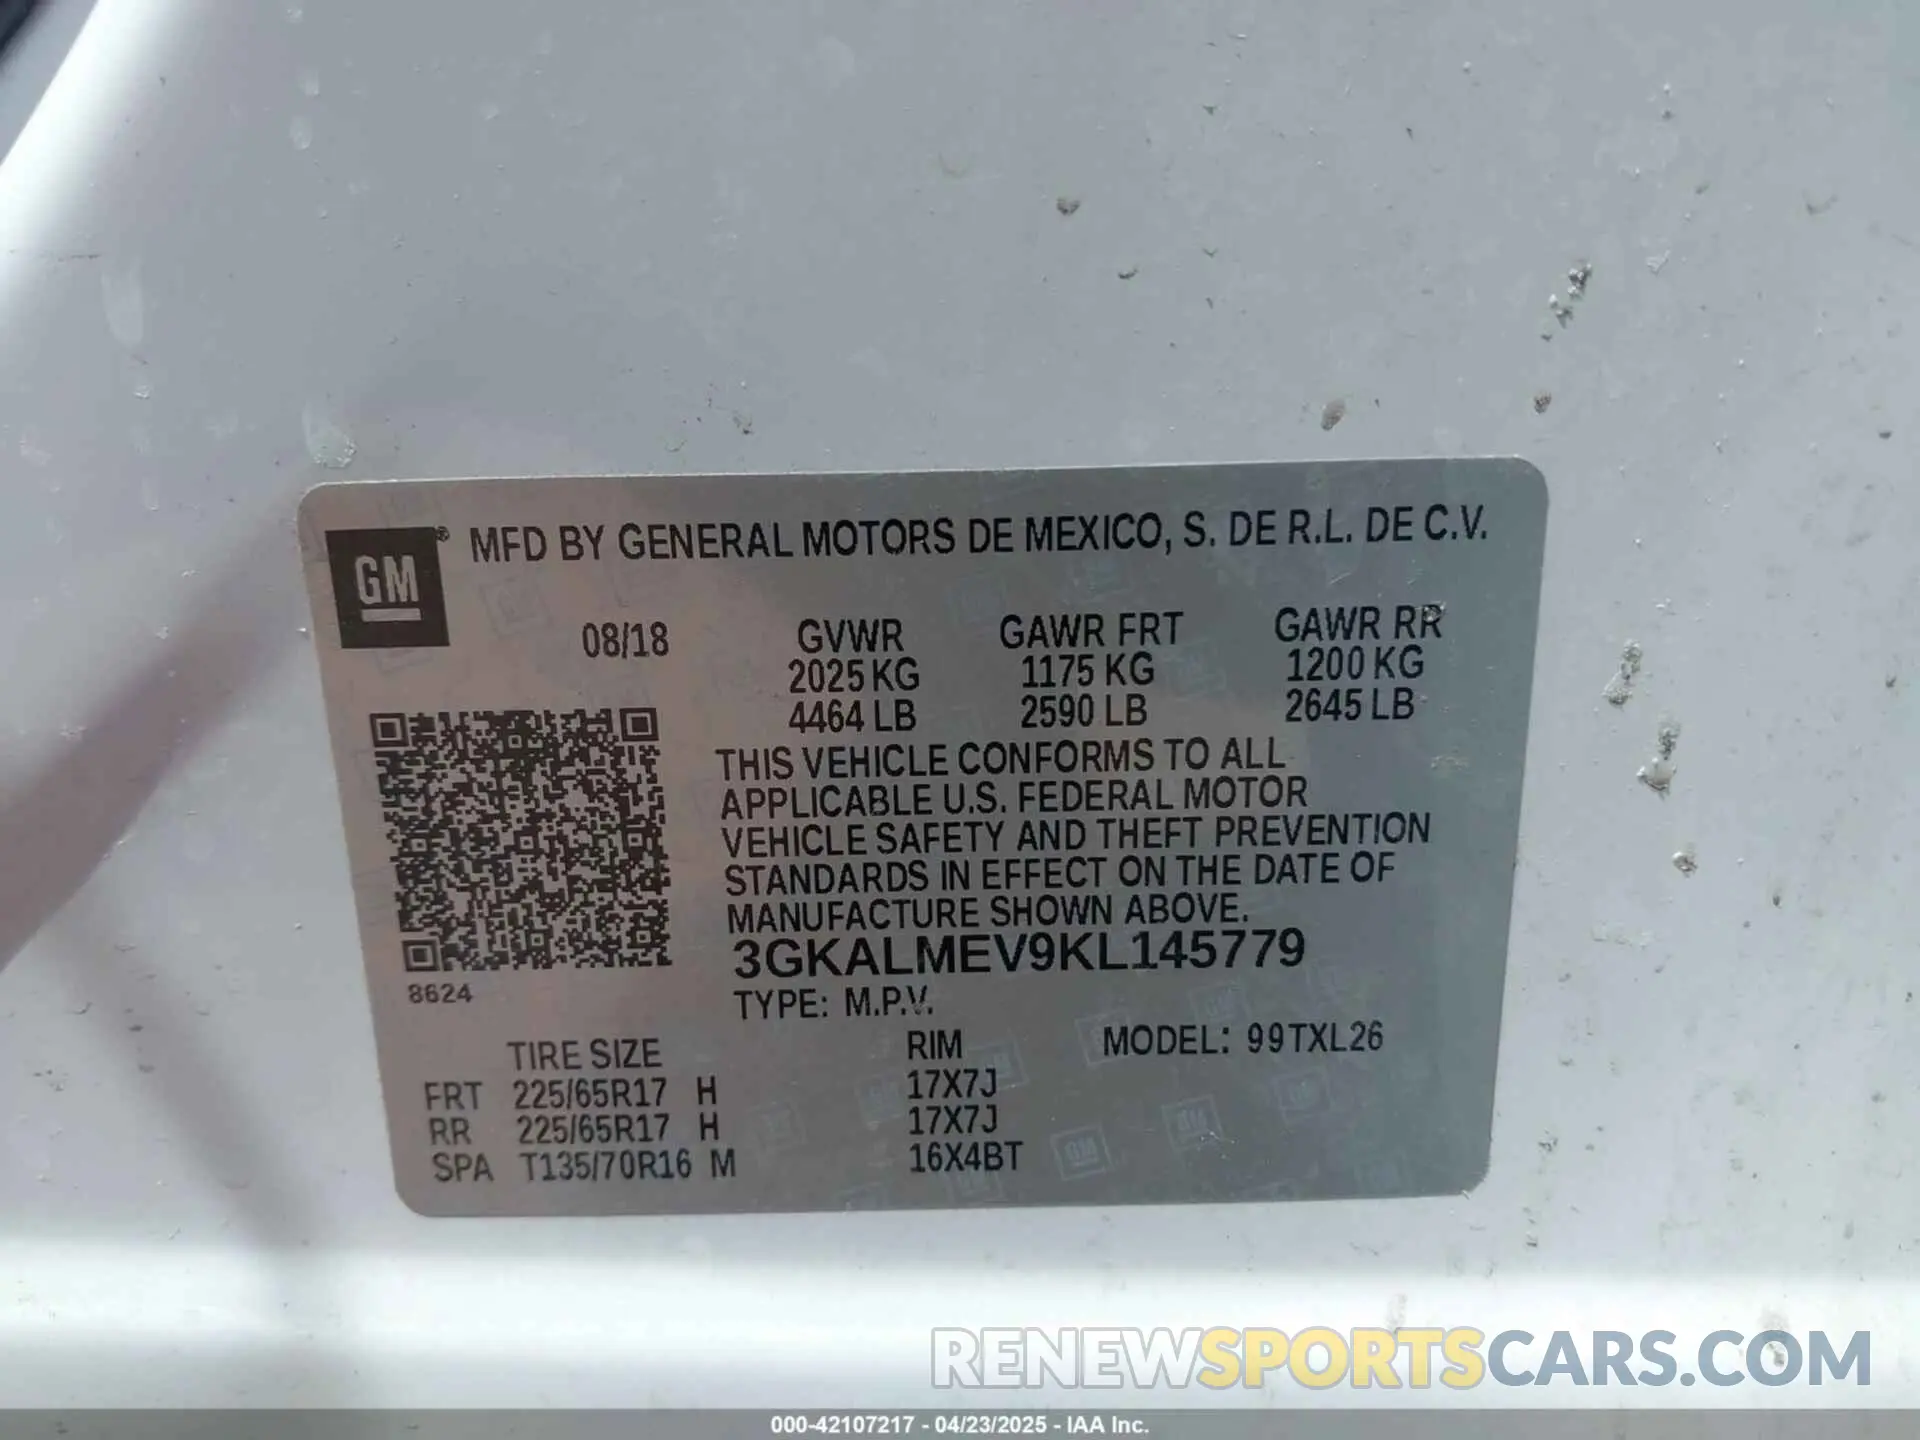 GM® MFD BY GENERAL MOTORS DE MEXICO, S. DE R.L. DE C.V.
08/18 GVWR GAWR FRT GAWR RR
2025 KG 1175 KG 1200 KG
4464 LB 2590 LB 2645 LB
THIS VEHICLE CONFORMS TO ALL
APPLICABLE U.S. FEDERAL MOTOR
VEHICLE SAFETY AND THEFT PREVENTION
STANDARDS IN EFFECT ON THE DATE OF
MANUFACTURE SHOWN ABOVE.
3GKALMEV9KL145779
8624
TYPE: M.P.V.
TIRE SIZE RIM MODEL: 99TXL26
FRT 225/65R17 H 17X7J
RR 225/65R17 H 17X7J
SPA T135/70R16 M 16X4BT
RENEWSPORTSCARS.COM
000-42107217 - 04/23/2025 - IAA Inc.